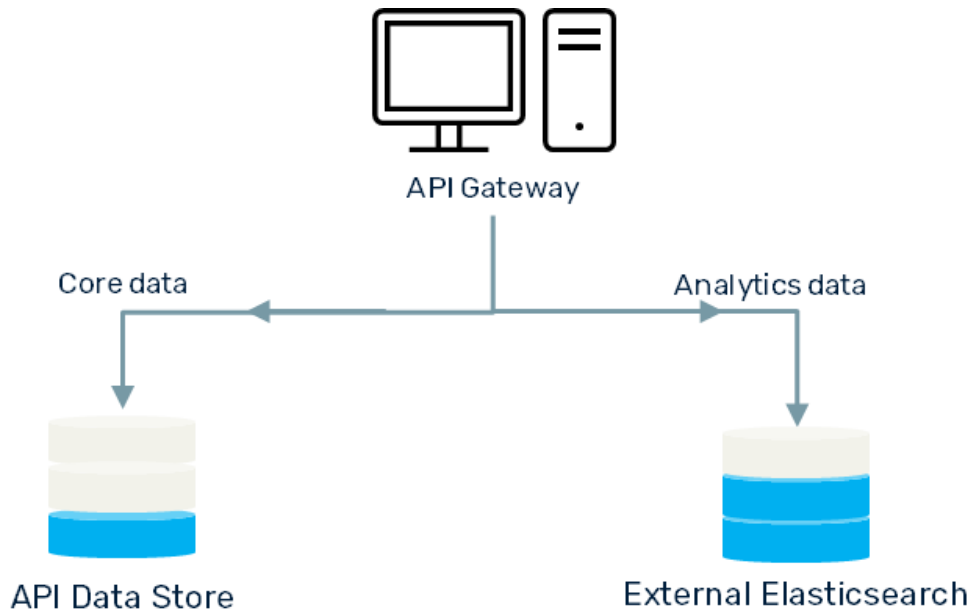 API Gateway
Core data
Analytics data
API Data Store
External Elasticsearch